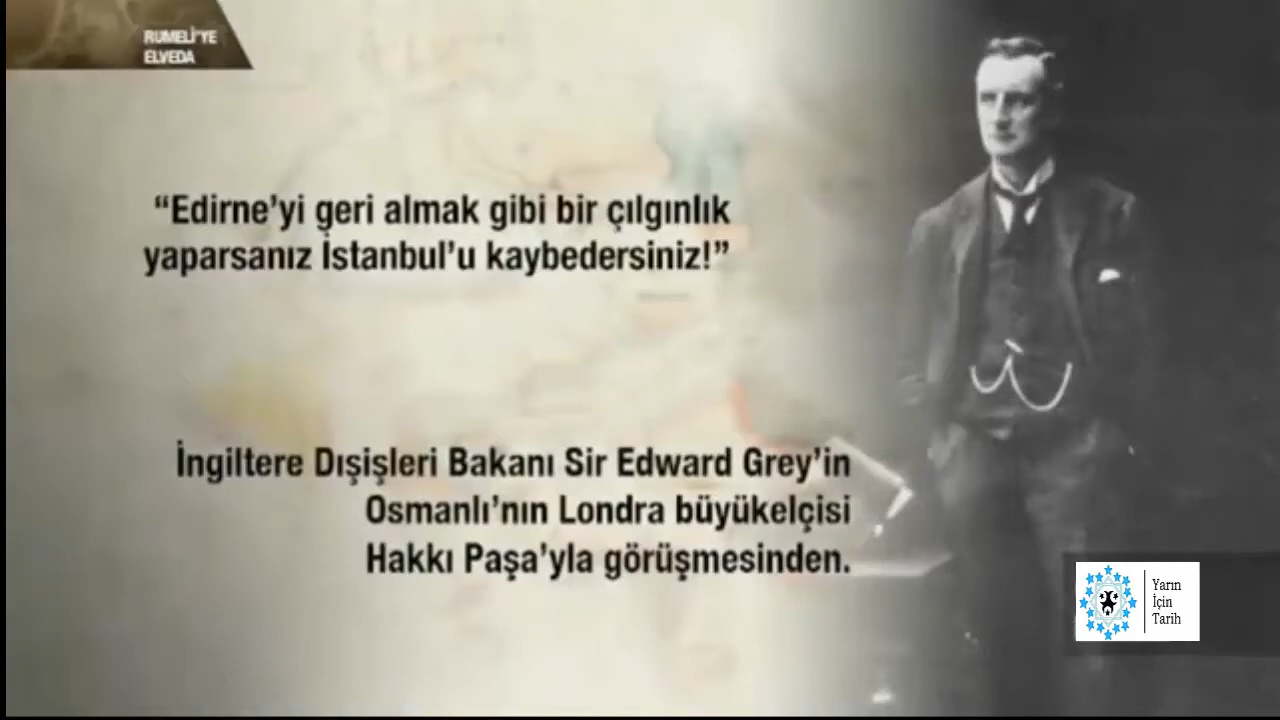 RUMELİ'YE
ELVEDA
“Edirne'yi geri almak gibi bir çılgınlık
yaparsanız İstanbul'u kaybedersiniz!”
İngiltere Dışişleri Bakanı Sir Edward Grey'in
Osmanlı'nın Londra büyükelçisi
Hakkı Paşa'yla görüşmesinden.
Yarın
İçin
Tarih